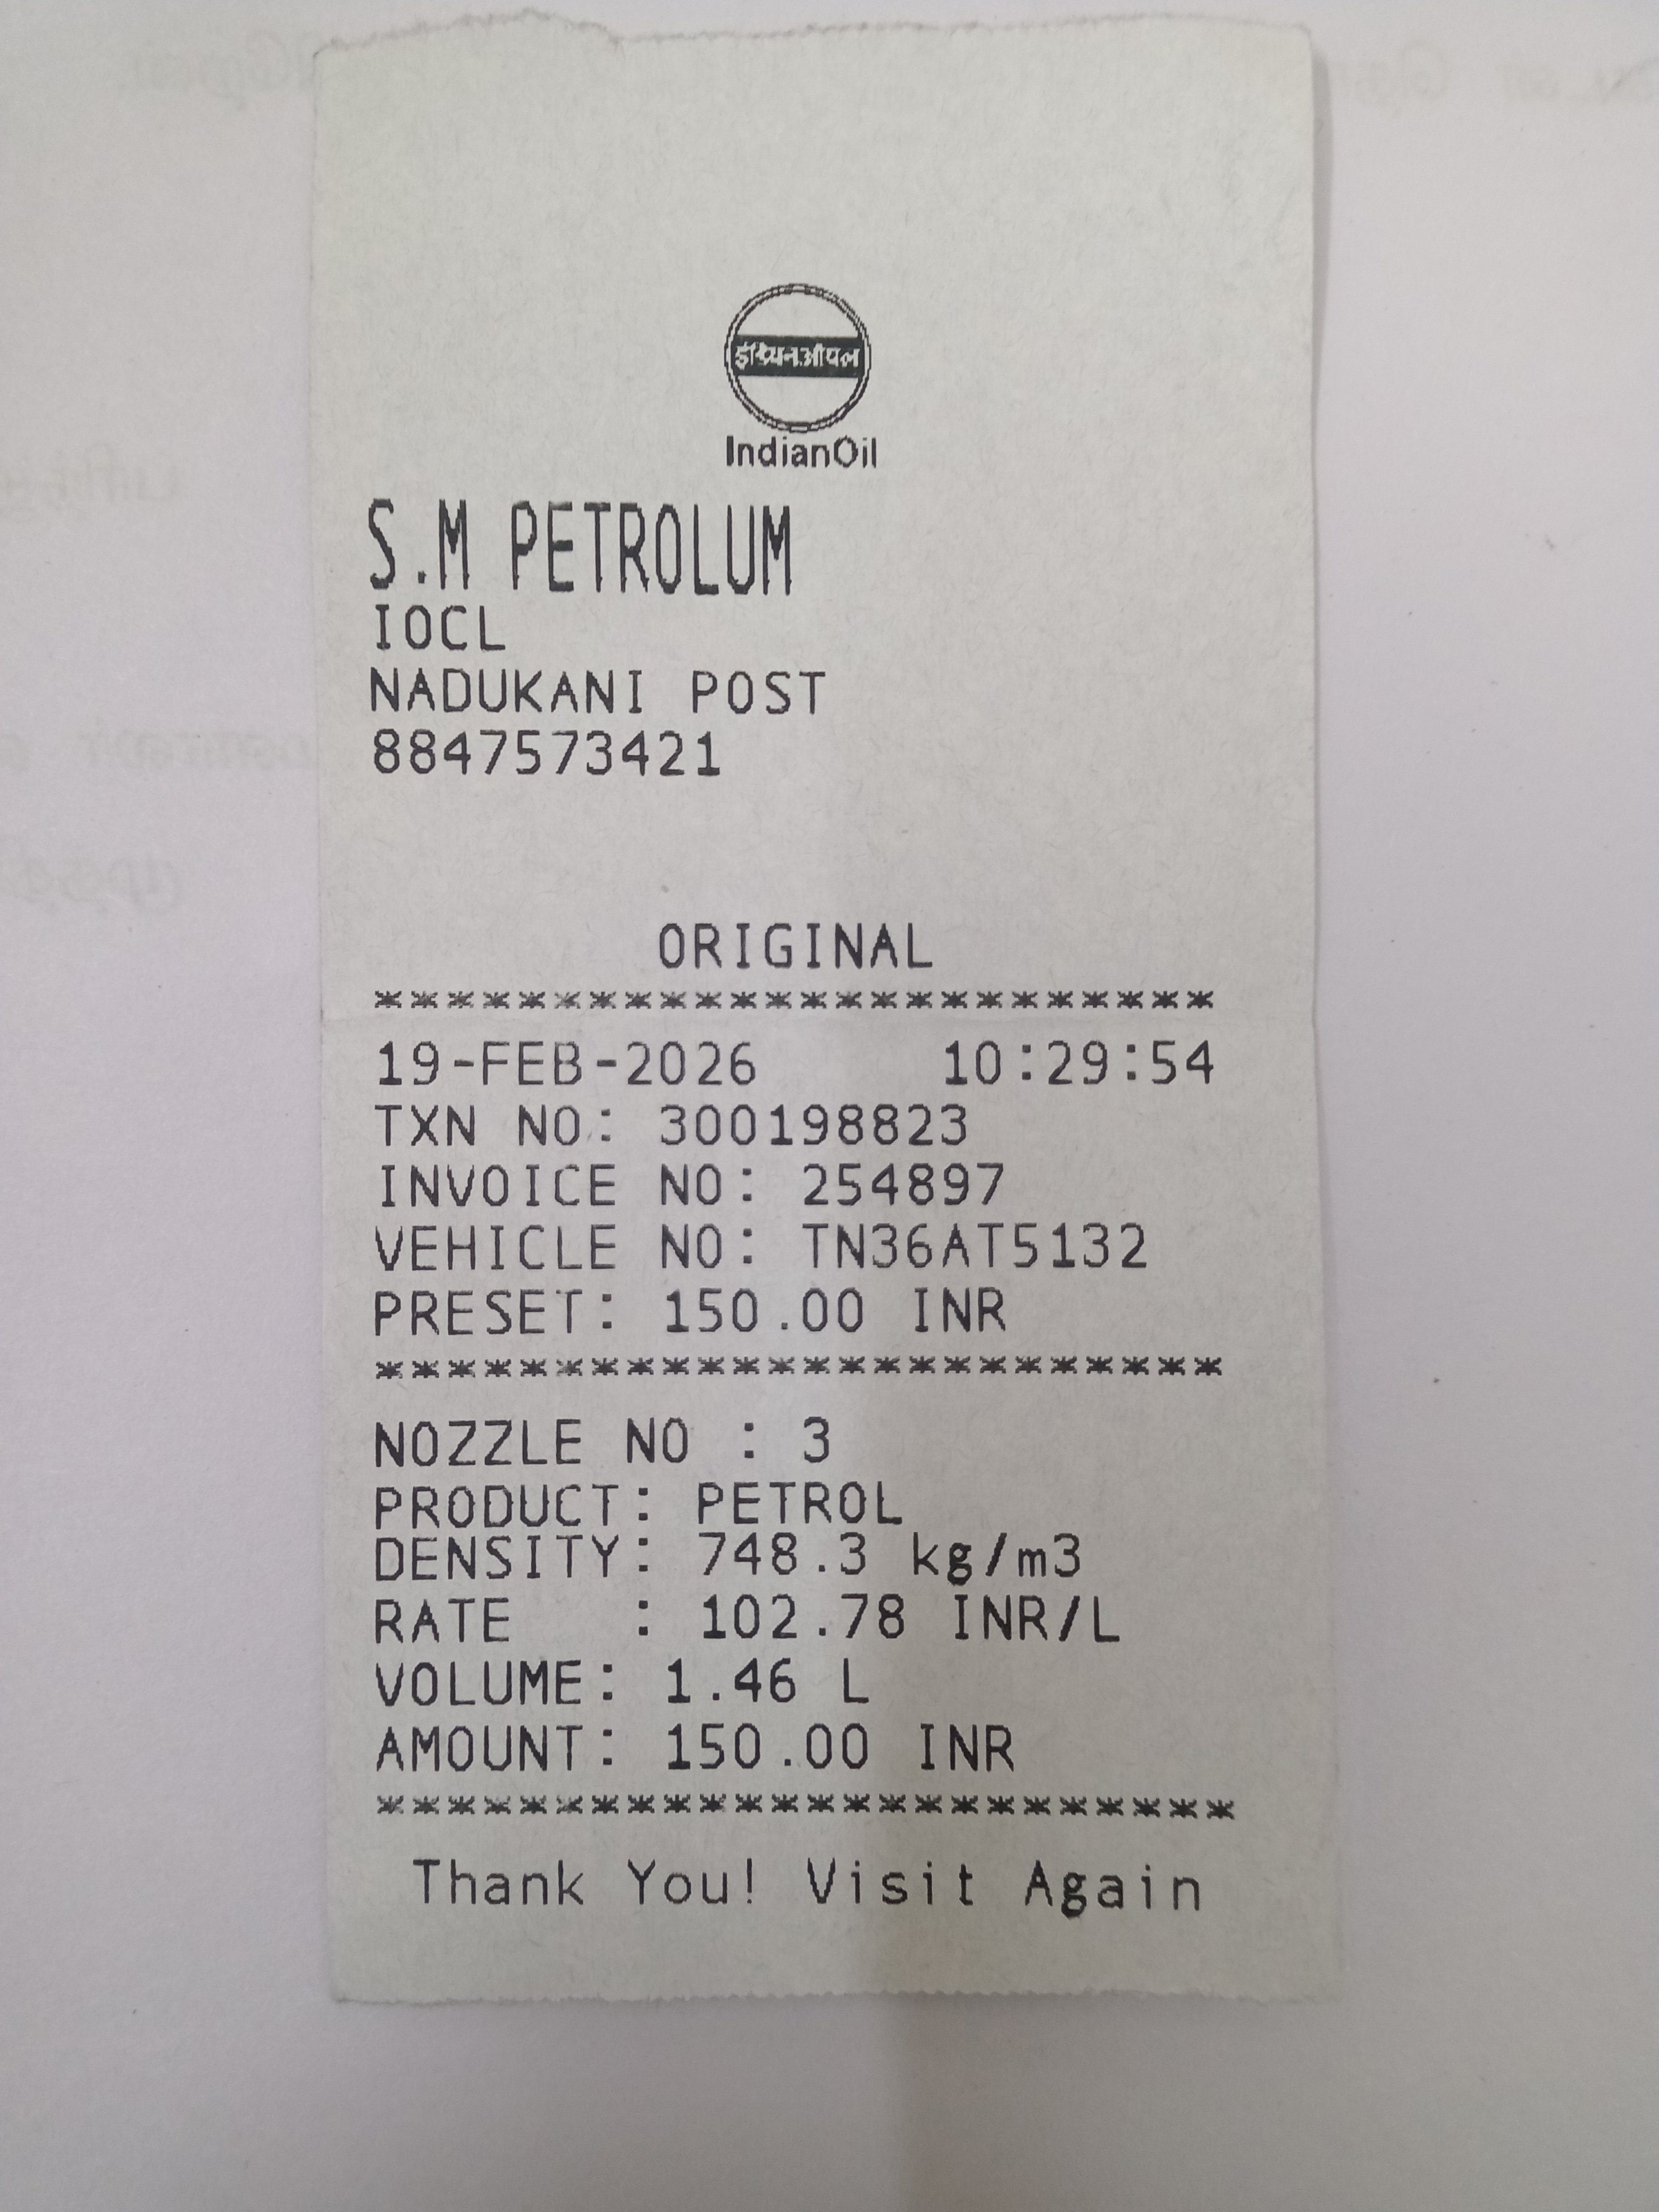 इंडियनऑयल
IndianOil
S.M PETROLUM
IOCL
NADUKANI POST
8847573421
ORIGINAL
************************
19-FEB-2026 10:29:54
TXN NO: 300198823
INVOICE NO: 254897
VEHICLE NO: TN36AT5132
PRESET: 150.00 INR
************************
NOZZLE NO : 3
PRODUCT: PETROL
DENSITY: 748.3 kg/m3
RATE : 102.78 INR/L
VOLUME: 1.46 L
AMOUNT: 150.00 INR
************************
Thank You! Visit Again